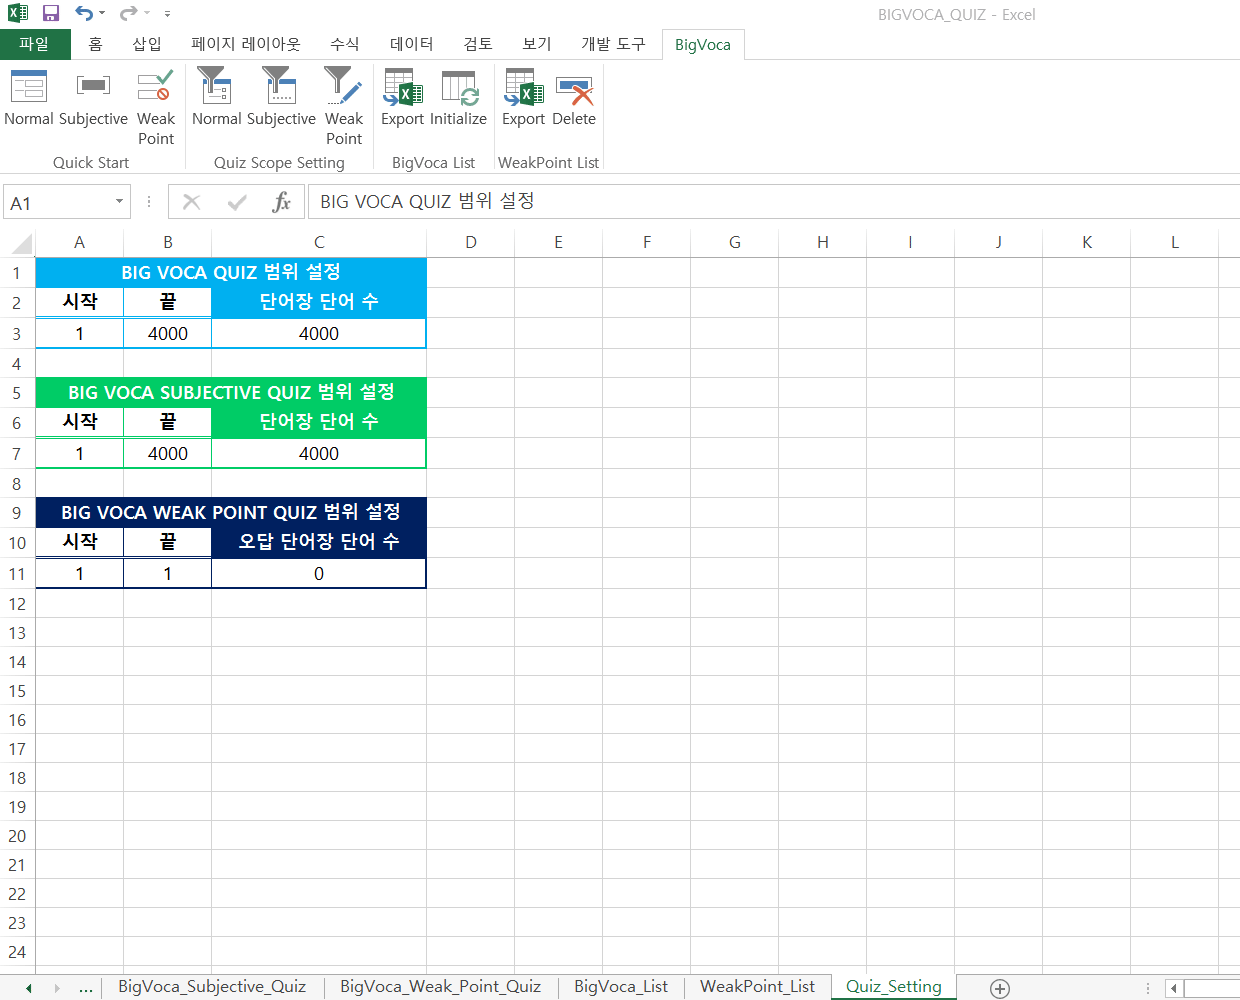 BIGVOCA_QUIZ - Excel
파일 홈 삽입 페이지 레이아웃 수식 데이터 검토 보기 개발 도구 BigVoca
Normal Subjective Weak Point Normal Subjective Weak Point Export Initialize Export Delete
Quick Start Quiz Scope Setting BigVoca List WeakPoint List
A1 fx BIG VOCA QUIZ 범위 설정
A B C D E F G H I J K L
1 BIG VOCA QUIZ 범위 설정
2 시작 끝 단어장 단어 수
3 1 4000 4000
4
5 BIG VOCA SUBJECTIVE QUIZ 범위 설정
6 시작 끝 단어장 단어 수
7 1 4000 4000
8
9 BIG VOCA WEAK POINT QUIZ 범위 설정
10 시작 끝 오답 단어장 단어 수
11 1 1 0
12
13
14
15
16
17
18
19
20
21
22
23
24
... BigVoca_Subjective_Quiz BigVoca_Weak_Point_Quiz BigVoca_List WeakPoint_List Quiz_Setting